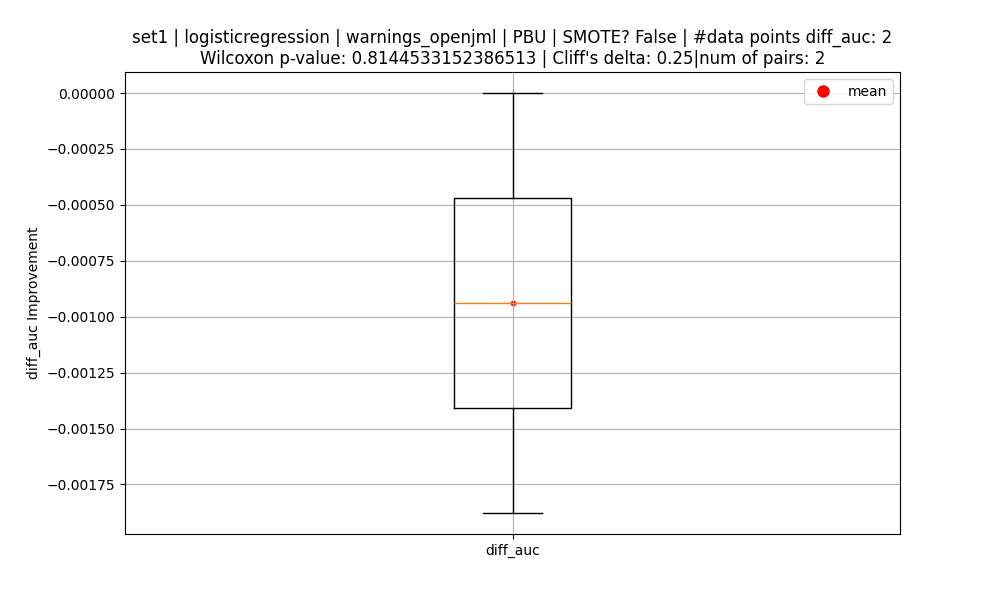 set1 | logisticregression | warnings_openjml | PBU | SMOTE? False | #data points diff_auc: 2
Wilcoxon p-value: 0.8144533152386513 | Cliff's delta: 0.25|num of pairs: 2
mean
0.00000
−0.00025
−0.00050
−0.00075
−0.00100
−0.00125
−0.00150
−0.00175
diff_auc Improvement
diff_auc